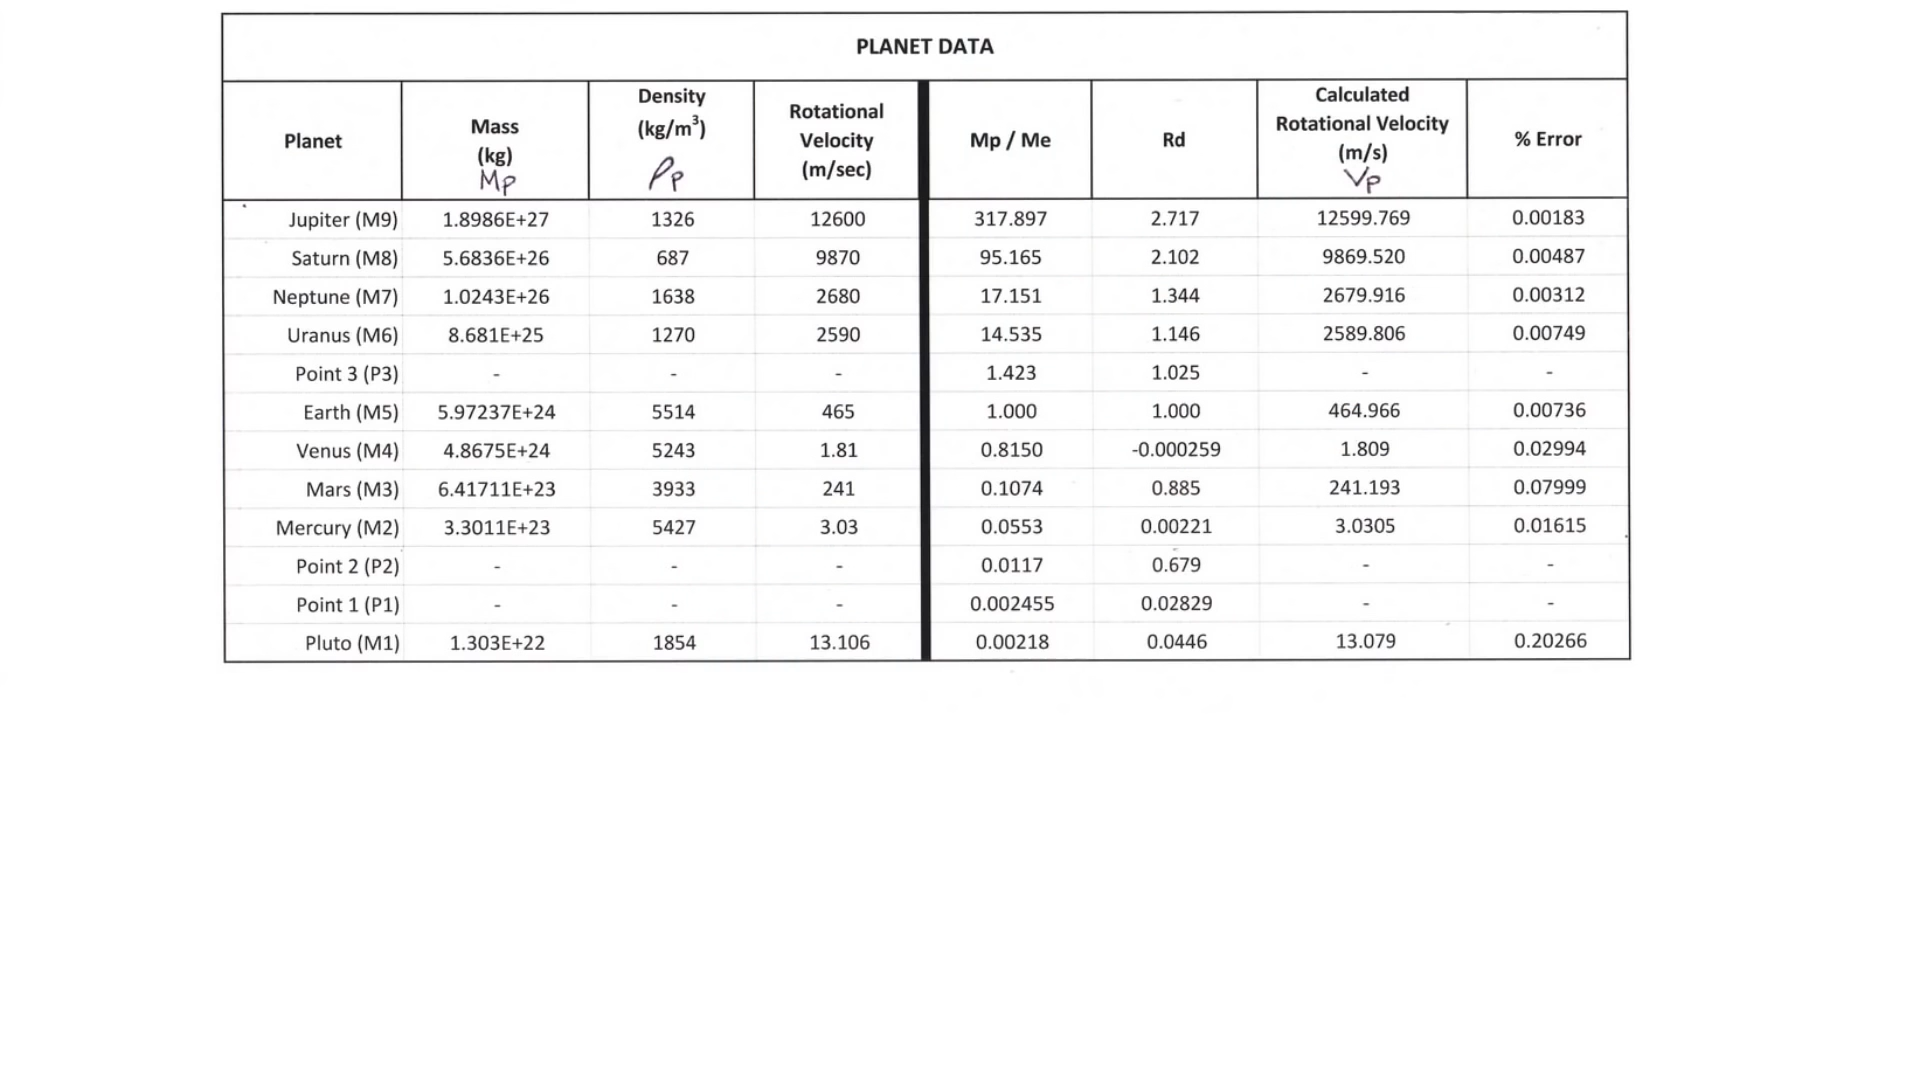 PLANET DATA
Planet Mass (kg) Mp Density (kg/m³) ρp Rotational Velocity (m/sec) Mp / Me Rd Calculated Rotational Velocity (m/s) Vp % Error
Jupiter (M9) 1.8986E+27 1326 12600 317.897 2.717 12599.769 0.00183
Saturn (M8) 5.6836E+26 687 9870 95.165 2.102 9869.520 0.00487
Neptune (M7) 1.0243E+26 1638 2680 17.151 1.344 2679.916 0.00312
Uranus (M6) 8.681E+25 1270 2590 14.535 1.146 2589.806 0.00749
Point 3 (P3) - - - 1.423 1.025 - -
Earth (M5) 5.97237E+24 5514 465 1.000 1.000 464.966 0.00736
Venus (M4) 4.8675E+24 5243 1.81 0.8150 -0.000259 1.809 0.02994
Mars (M3) 6.41711E+23 3933 241 0.1074 0.885 241.193 0.07999
Mercury (M2) 3.3011E+23 5427 3.03 0.0553 0.00221 3.0305 0.01615
Point 2 (P2) - - - 0.0117 0.679 - -
Point 1 (P1) - - - 0.002455 0.02829 - -
Pluto (M1) 1.303E+22 1854 13.106 0.00218 0.0446 13.079 0.20266